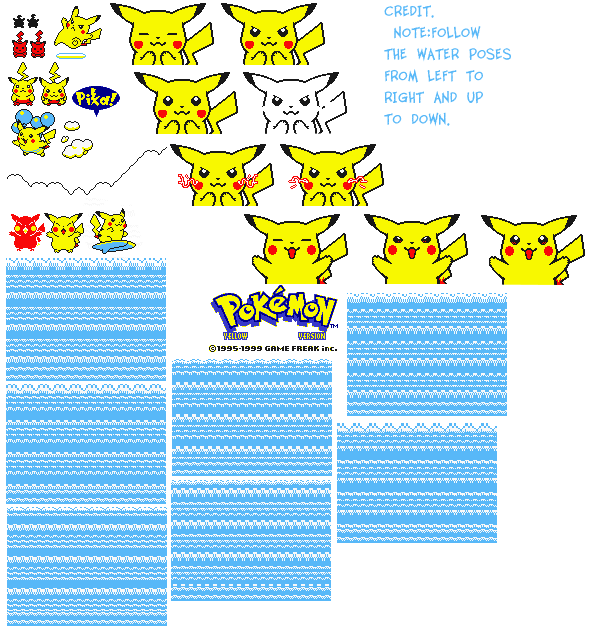 CREDIT.
NOTE:FOLLOW
THE WATER POSES
FROM LEFT TO
RIGHT AND UP
TO DOWN.
Pika!
POKéMON
TM
YELLOW VERSION
©1995-1999 GAME FREAK inc.